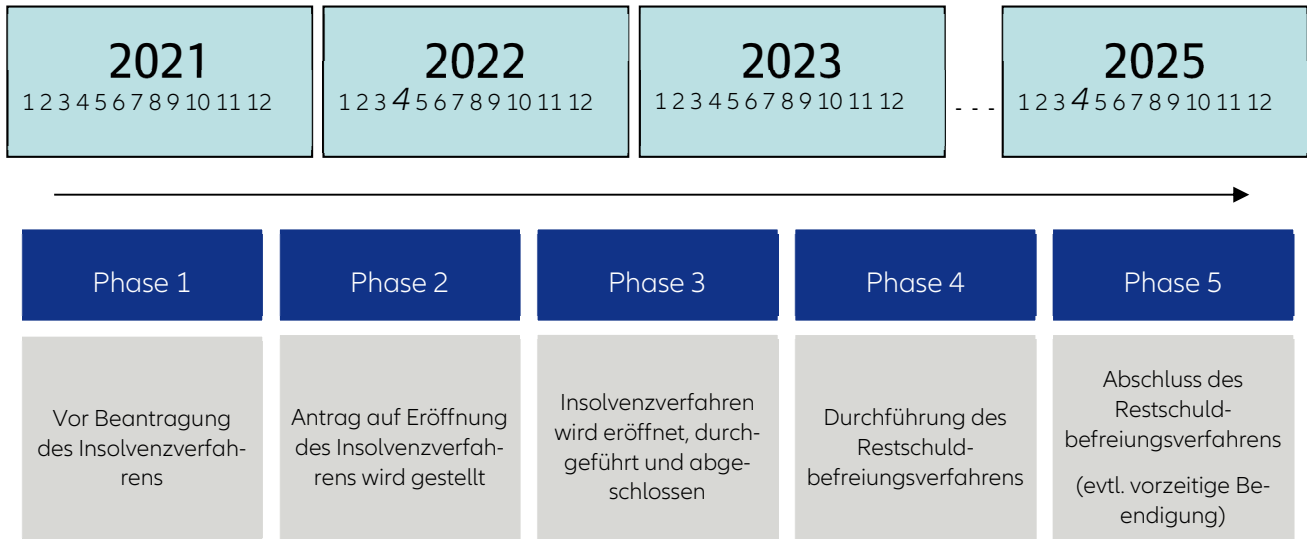 2021
1 2 3 4 5 6 7 8 9 10 11 12
2022
1 2 3 4 5 6 7 8 9 10 11 12
2023
1 2 3 4 5 6 7 8 9 10 11 12
- - -
2025
1 2 3 4 5 6 7 8 9 10 11 12
Phase 1
Phase 2
Phase 3
Phase 4
Phase 5
Vor Beantragung
des Insolvenzverfah-
rens
Antrag auf Eröffnung
des Insolvenzverfah-
rens wird gestellt
Insolvenzverfahren
wird eröffnet, durch-
geführt und abge-
schlossen
Durchführung des
Restschuld-
befreiungsverfahrens
Abschluss des
Restschuld-
befreiungsverfahrens
(evtl. vorzeitige Be-
endigung)